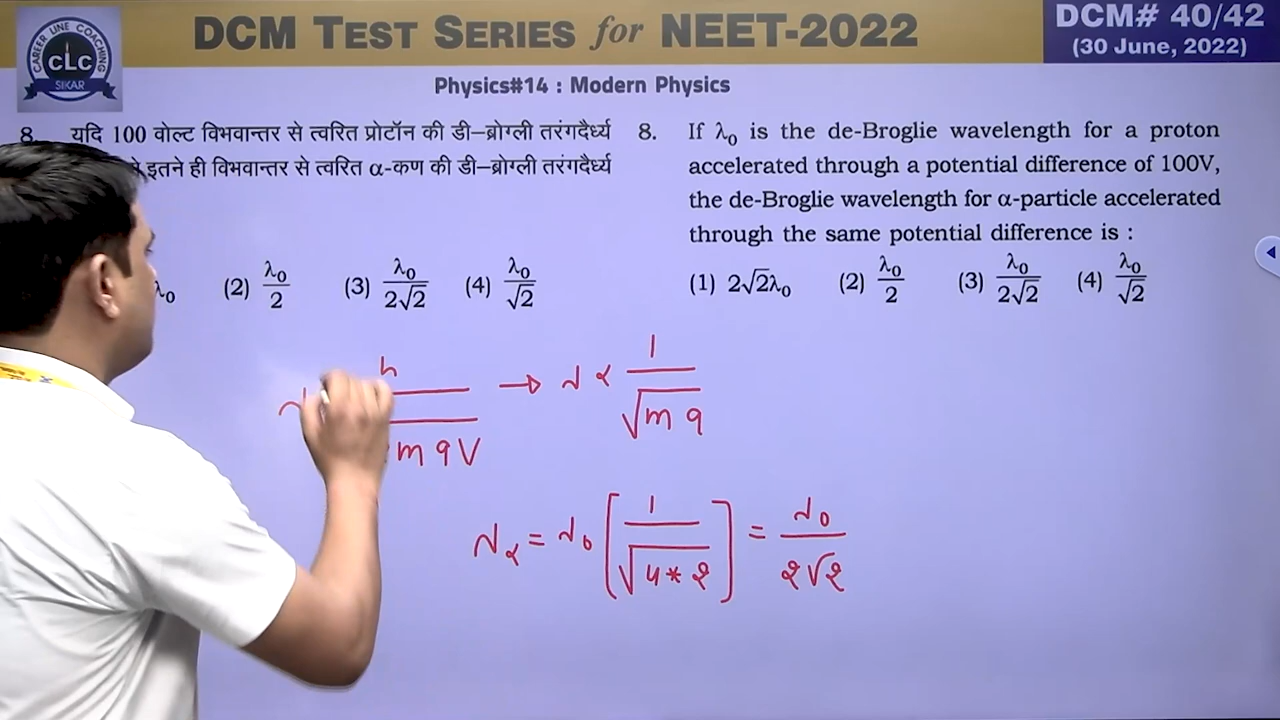 CAREER LINE COACHING
CLC
SIKAR
DCM TEST SERIES for NEET-2022
DCM# 40/42
(30 June, 2022)
Physics#14 : Modern Physics
8. यदि 100 वोल्ट विभवान्तर से त्वरित प्रोटॉन की डी–ब्रोग्ली तरंगदैर्ध्य
इतने ही विभवान्तर से त्वरित α-कण की डी–ब्रोग्ली तरंगदैर्ध्य
λ₀ (2) λ₀/2 (3) λ₀/2√2 (4) λ₀/√2
8. If λ₀ is the de-Broglie wavelength for a proton
accelerated through a potential difference of 100V,
the de-Broglie wavelength for α-particle accelerated
through the same potential difference is :
(1) 2√2λ₀ (2) λ₀/2 (3) λ₀/2√2 (4) λ₀/√2
h / m q V → λ ∝ 1/√m q
λα = λ₀ [1/√4*2] = λ₀/2√2